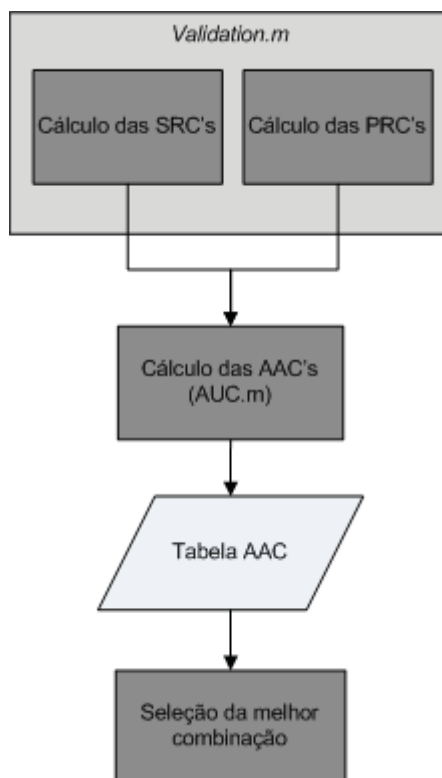 Validation.m
Cálculo das SRC's
Cálculo das PRC's
Cálculo das AAC's
(AUC.m)
Tabela AAC
Seleção da melhor
combinação